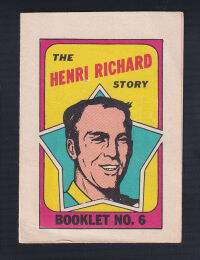 THE
HENRI RICHARD
STORY
BOOKLET NO. 6